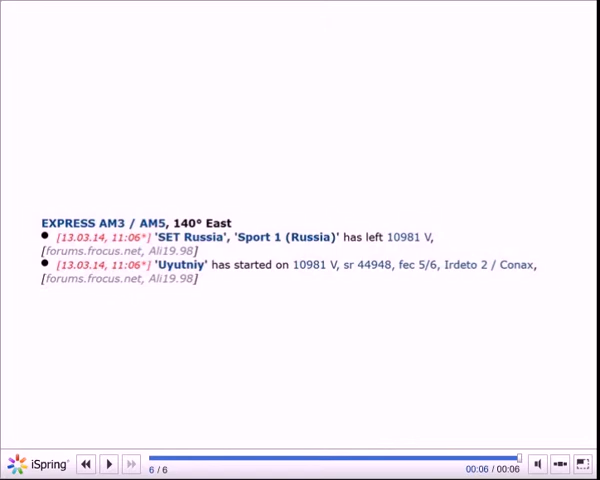 EXPRESS AM3 / AM5, 140° East
● [13.03.14, 11:06*] 'SET Russia', 'Sport 1 (Russia)' has left 10981 V,
[forums.frocus.net, Ali19.98]
● [13.03.14, 11:06*] 'Uyutniy' has started on 10981 V, sr 44948, fec 5/6, Irdeto 2 / Conax,
[forums.frocus.net, Ali19.98]
iSpring 6 / 6 00:06 / 00:06